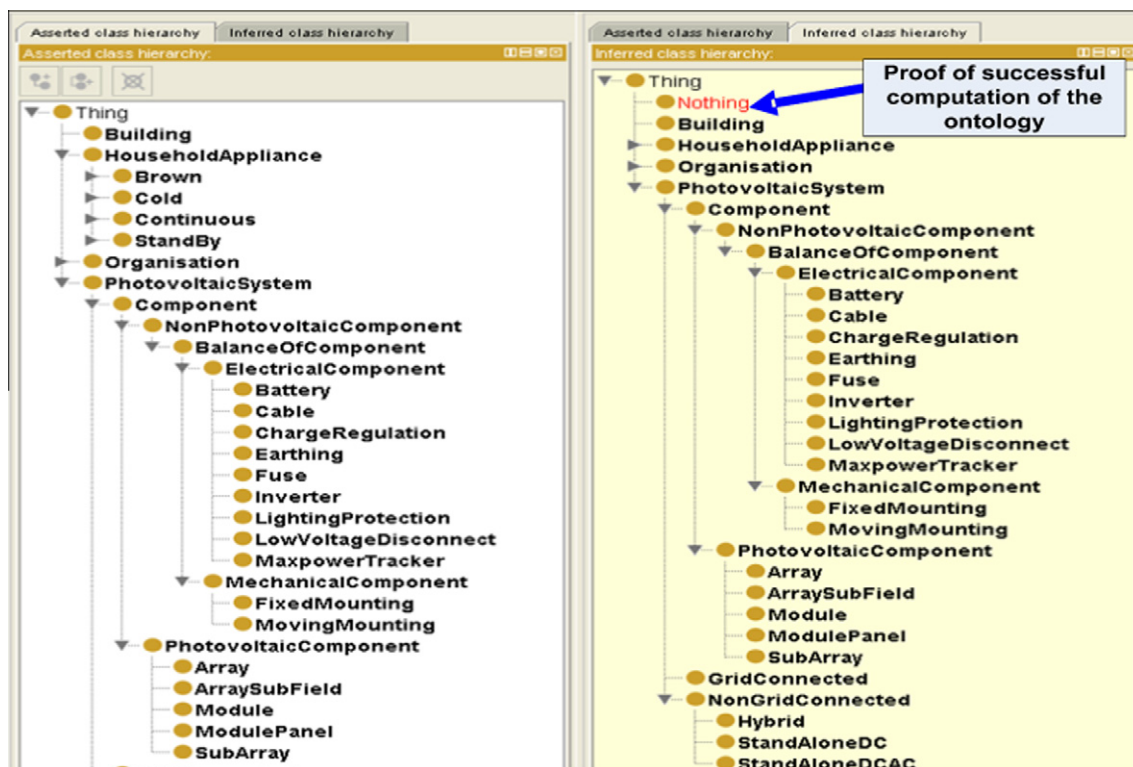 Asserted class hierarchy
Inferred class hierarchy
Asserted class hierarchy:
Thing
Building
HouseholdAppliance
Brown
Cold
Continuous
StandBy
Organisation
PhotovoltaicSystem
Component
NonPhotovoltaicComponent
BalanceOfComponent
ElectricalComponent
Battery
Cable
ChargeRegulation
Earthing
Fuse
Inverter
LightingProtection
LowVoltageDisconnect
MaxpowerTracker
MechanicalComponent
FixedMounting
MovingMounting
PhotovoltaicComponent
Array
ArraySubField
Module
ModulePanel
SubArray
Asserted class hierarchy
Inferred class hierarchy
Inferred class hierarchy:
Thing
Nothing
Proof of successful
computation of the
ontology
Building
HouseholdAppliance
Organisation
PhotovoltaicSystem
Component
NonPhotovoltaicComponent
BalanceOfComponent
ElectricalComponent
Battery
Cable
ChargeRegulation
Earthing
Fuse
Inverter
LightingProtection
LowVoltageDisconnect
MaxpowerTracker
MechanicalComponent
FixedMounting
MovingMounting
PhotovoltaicComponent
Array
ArraySubField
Module
ModulePanel
SubArray
GridConnected
NonGridConnected
Hybrid
StandAloneDC
StandAloneDCAC